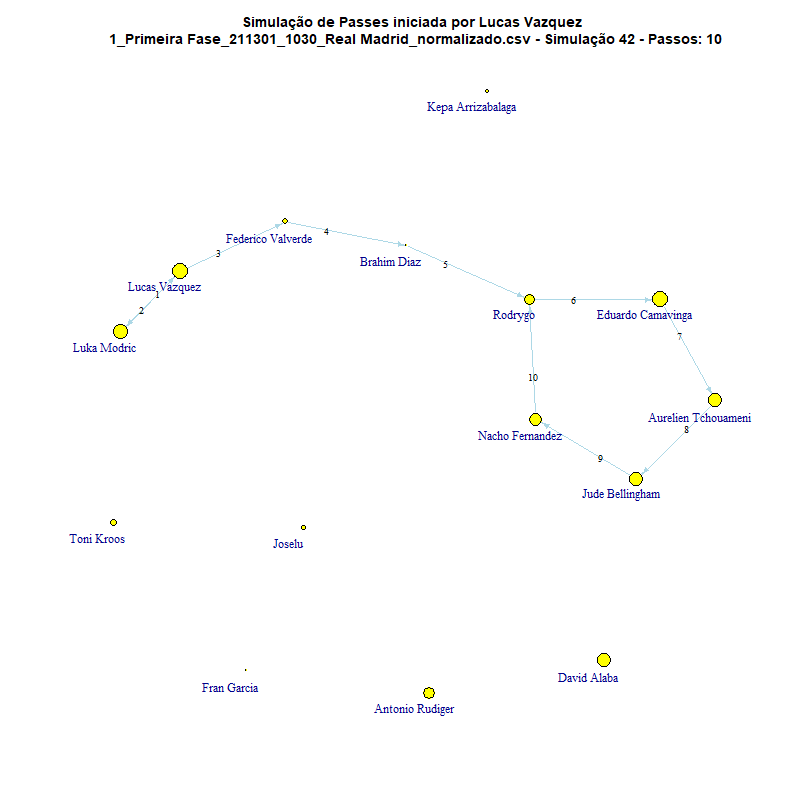 Simulação de Passes iniciada por Lucas Vazquez
1_Primeira Fase_211301_1030_Real Madrid_normalizado.csv - Simulação 42 - Passos: 10
Kepa Arrizabalaga
Federico Valverde
3
4
Brahim Diaz
5
Lucas Vazquez
1
2
Luka Modric
Rodrygo
6
Eduardo Camavinga
7
Aurelien Tchouameni
8
10
Nacho Fernandez
9
Jude Bellingham
Toni Kroos
Joselu
Fran Garcia
Antonio Rudiger
David Alaba